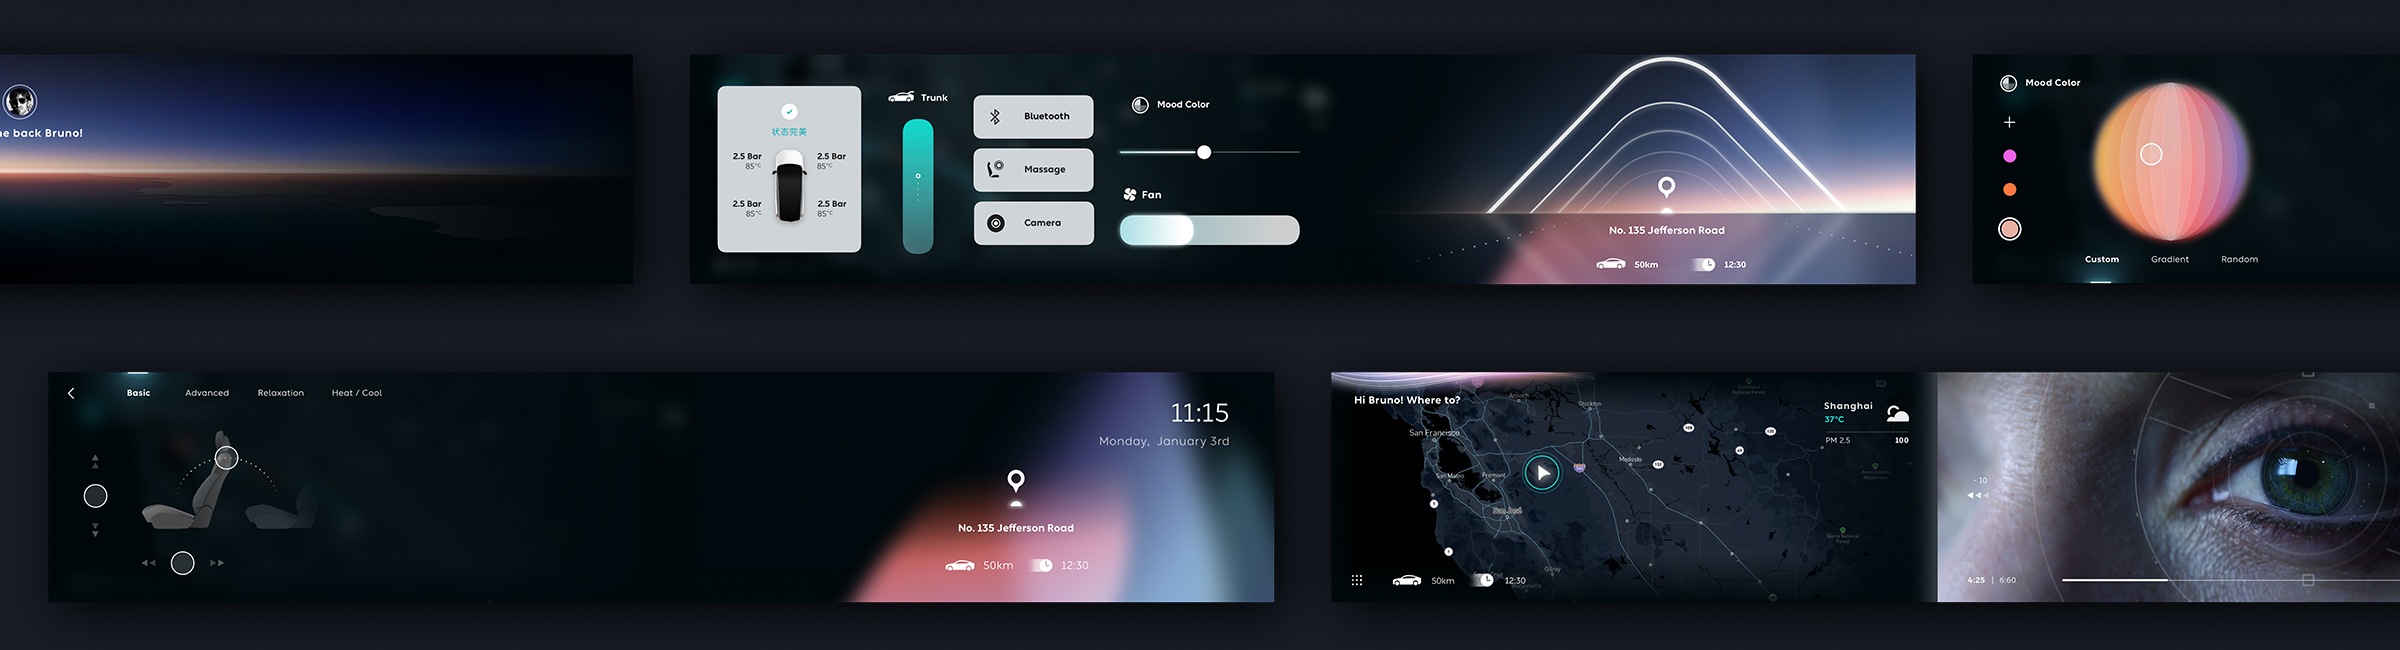 ne back Bruno!
状态完美
2.5 Bar
85°C
2.5 Bar
85°C
2.5 Bar
85°C
2.5 Bar
85°C
Trunk
Bluetooth
Massage
Camera
Mood Color
Fan
No. 135 Jefferson Road
50km
12:30
Mood Color
Custom
Gradient
Random
Basic
Advanced
Relaxation
Heat / Cool
11:15
Monday, January 3rd
No. 135 Jefferson Road
50km
12:30
Hi Bruno! Where to?
Antioch
Stockton
San Francisco
San Mateo
Fremont
Modesto
San José
Gilroy
Shanghai
37°C
PM 2.5
100
50km
12:30
- 10
4:25 | 6:60